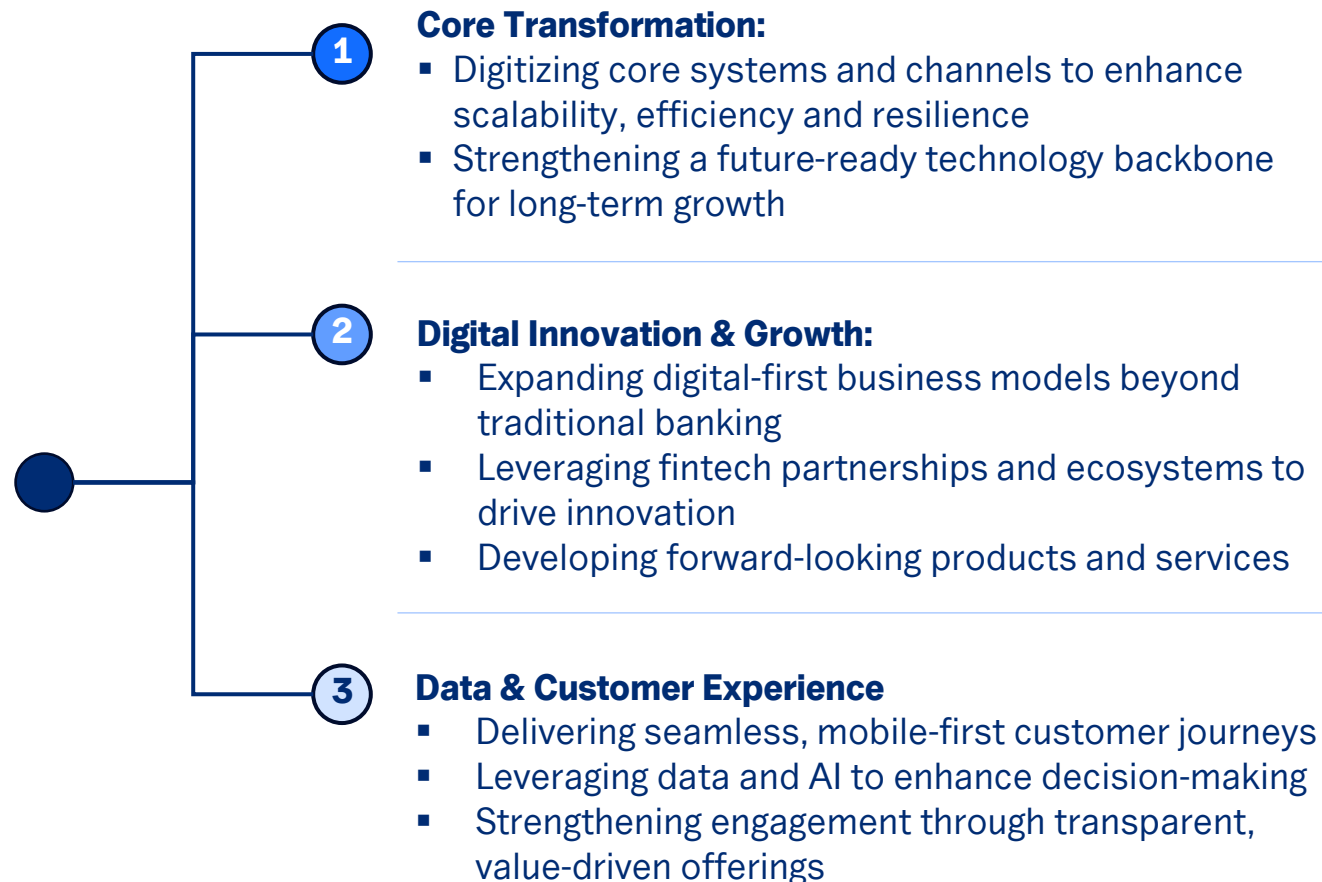 1
Core Transformation:
▪ Digitizing core systems and channels to enhance
scalability, efficiency and resilience
▪ Strengthening a future-ready technology backbone
for long-term growth
2
Digital Innovation & Growth:
▪ Expanding digital-first business models beyond
traditional banking
▪ Leveraging fintech partnerships and ecosystems to
drive innovation
▪ Developing forward-looking products and services
3
Data & Customer Experience
▪ Delivering seamless, mobile-first customer journeys
▪ Leveraging data and AI to enhance decision-making
▪ Strengthening engagement through transparent,
value-driven offerings